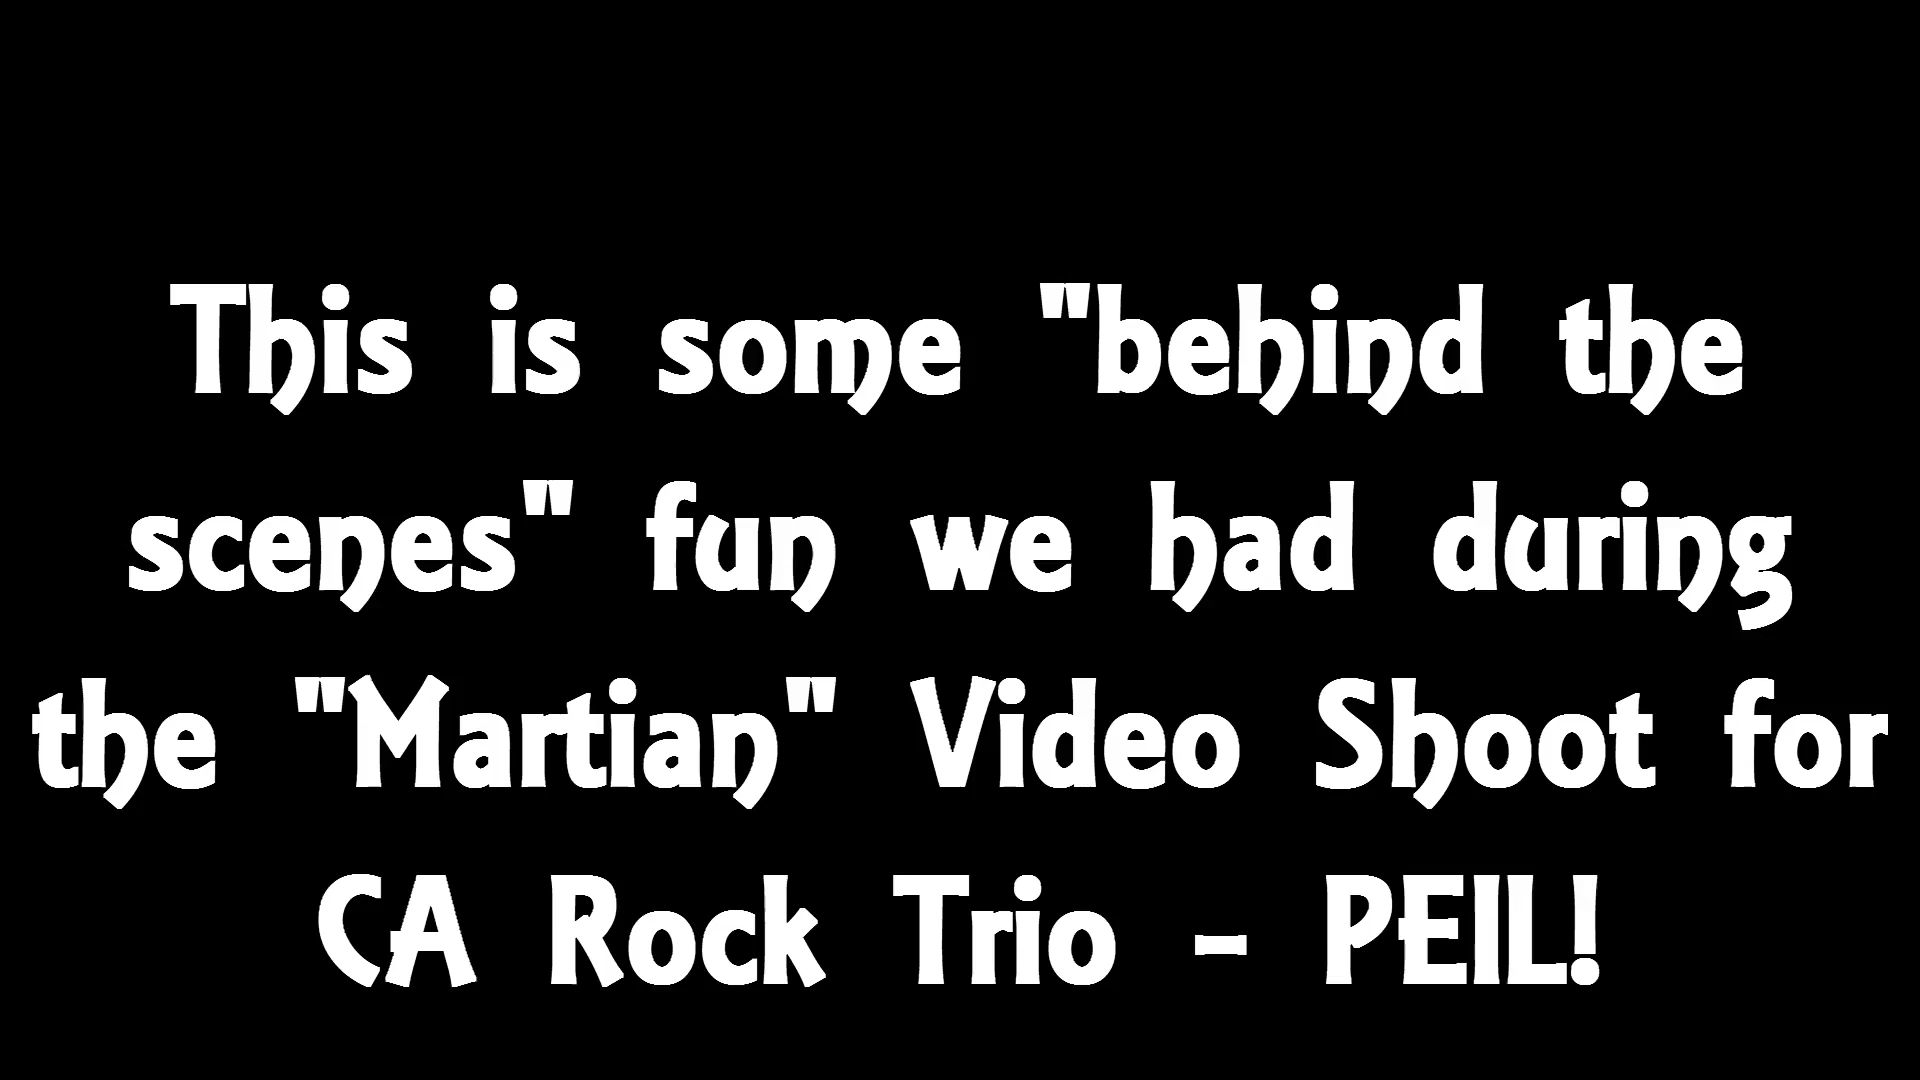 This is some "behind the
scenes" fun we had during
the "Martian" Video Shoot for
CA Rock Trio - PEIL!